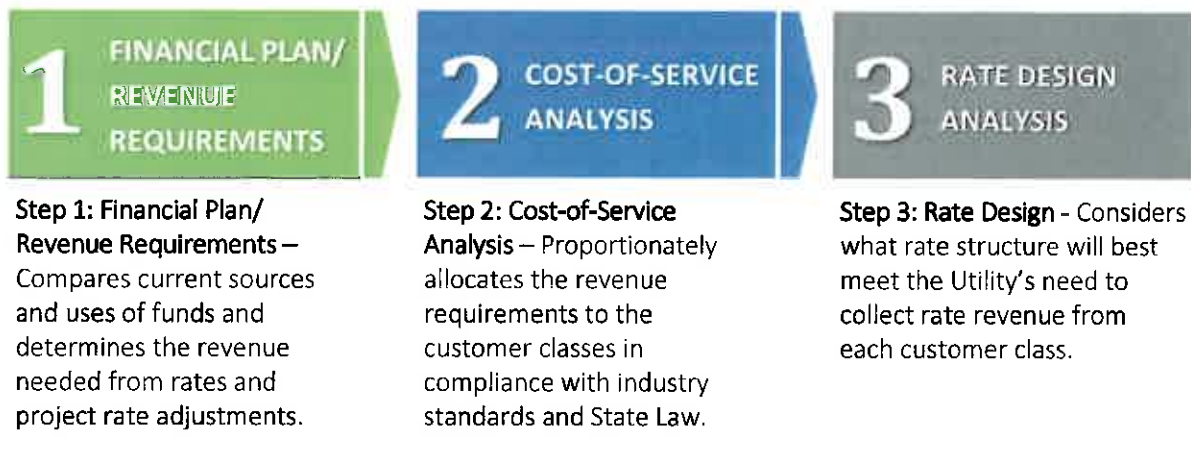 1 FINANCIAL PLAN/
REVENUE
REQUIREMENTS
2 COST-OF-SERVICE
ANALYSIS
3 RATE DESIGN
ANALYSIS
Step 1: Financial Plan/
Revenue Requirements –
Compares current sources
and uses of funds and
determines the revenue
needed from rates and
project rate adjustments.
Step 2: Cost-of-Service
Analysis – Proportionately
allocates the revenue
requirements to the
customer classes in
compliance with industry
standards and State Law.
Step 3: Rate Design - Considers
what rate structure will best
meet the Utility's need to
collect rate revenue from
each customer class.